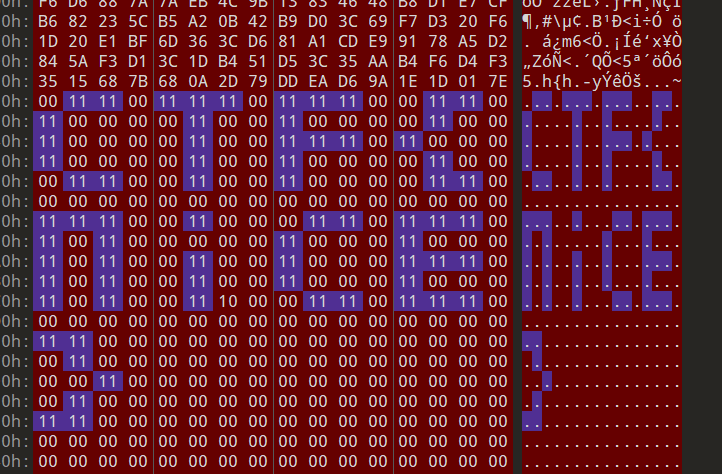 0h: F6 D6 88 7A 7A EB 4C 9B 13 83 46 48 B8 D1 E7 CF
0h: B6 82 23 5C B5 A2 0B 42 B9 D0 3C 69 F7 D3 20 F6 ¶‚#\µ¢.B¹Ð<i÷Ó ö
0h: 1D 20 E1 BF 6D 36 3C D6 81 A1 CD E9 91 78 A5 D2 . á¿m6<Ö.¡Íé‘x¥Ò
0h: 84 5A F3 D1 3C 1D B4 51 D5 3C 35 AA B4 F6 D4 F3 „ZóÑ<.´QÕ<5ª´öÔó
0h: 35 15 68 7B 68 0A 2D 79 DD EA D6 9A 1E 1D 01 7E 5.h{h.-yÝêÖš...~
0h: 00 11 11 00 11 11 11 00 11 11 11 00 00 11 11 00 ................
0h: 11 00 00 00 00 11 00 00 11 00 00 00 00 11 00 00 ................
0h: 11 00 00 00 00 11 00 00 11 11 11 00 11 00 00 00 ................
0h: 11 00 00 00 00 11 00 00 11 00 00 00 00 11 00 00 ................
0h: 00 11 11 00 00 11 00 00 11 00 00 00 00 11 11 00 ................
0h: 00 00 00 00 00 00 00 00 00 00 00 00 00 00 00 00 ................
0h: 11 11 11 00 00 11 00 00 00 11 11 00 11 11 11 00 ................
0h: 11 00 11 00 00 11 00 00 11 00 00 00 11 00 00 00 ................
0h: 11 00 11 00 00 11 00 00 11 00 00 00 11 11 11 00 ................
0h: 11 00 11 00 00 11 00 00 11 00 00 00 11 00 00 00 ................
0h: 11 00 11 00 00 11 10 00 00 11 11 00 11 11 11 00 ................
0h: 00 00 00 00 00 00 00 00 00 00 00 00 00 00 00 00 ................
0h: 11 11 00 00 00 00 00 00 00 00 00 00 00 00 00 00 ................
0h: 00 11 00 00 00 00 00 00 00 00 00 00 00 00 00 00 ................
0h: 00 00 11 00 00 00 00 00 00 00 00 00 00 00 00 00 ................
0h: 00 11 00 00 00 00 00 00 00 00 00 00 00 00 00 00 ................
0h: 11 11 00 00 00 00 00 00 00 00 00 00 00 00 00 00 ................
0h: 00 00 00 00 00 00 00 00 00 00 00 00 00 00 00 00 ................
0h: 00 00 00 00 00 00 00 00 00 00 00 00 00 00 00 00 ................